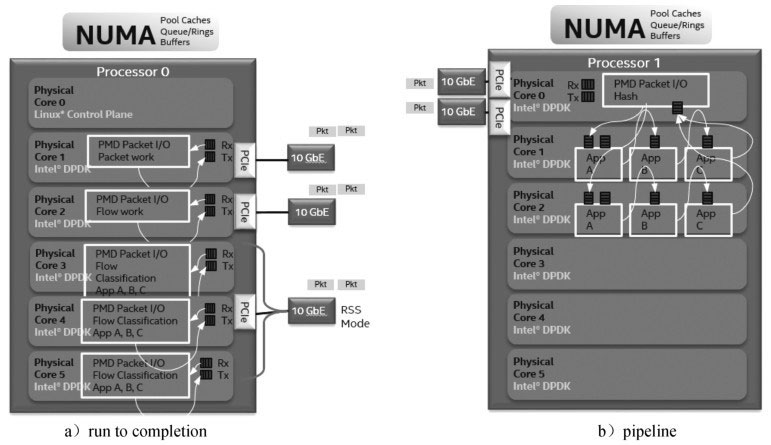 NUMA
Pool Caches
Queue/Rings
Buffers
Processor 0
Physical
Core 0
Linux* Control Plane
Physical
Core 1
Intel® DPDK
PMD Packet I/O
Packet work
Rx
Tx
PCIe
10 GbE
Pkt
Pkt
Physical
Core 2
Intel® DPDK
PMD Packet I/O
Flow work
Rx
Tx
PCIe
10 GbE
Pkt
Pkt
Physical
Core 3
Intel® DPDK
PMD Packet I/O
Flow
Classification
App A, B, C
Rx
Tx
Physical
Core 4
Intel® DPDK
PMD Packet I/O
Flow Classification
App A, B, C
Rx
Tx
PCIe
10 GbE
Pkt
Pkt
RSS
Mode
Physical
Core 5
Intel® DPDK
PMD Packet I/O
Flow Classification
App A, B, C
Rx
Tx
a）run to completion
NUMA
Pool Caches
Queue/Rings
Buffers
Processor 1
Pkt
10 GbE
PCIe
Pkt
10 GbE
PCIe
Physical
Core 0
Intel® DPDK
Rx
Tx
PMD Packet I/O
Hash
Physical
Core 1
Intel® DPDK
App
A
App
B
App
C
Physical
Core 2
Intel® DPDK
App
A
App
B
App
C
Physical
Core 3
Intel® DPDK
Physical
Core 4
Intel® DPDK
Physical
Core 5
Intel® DPDK
b）pipeline